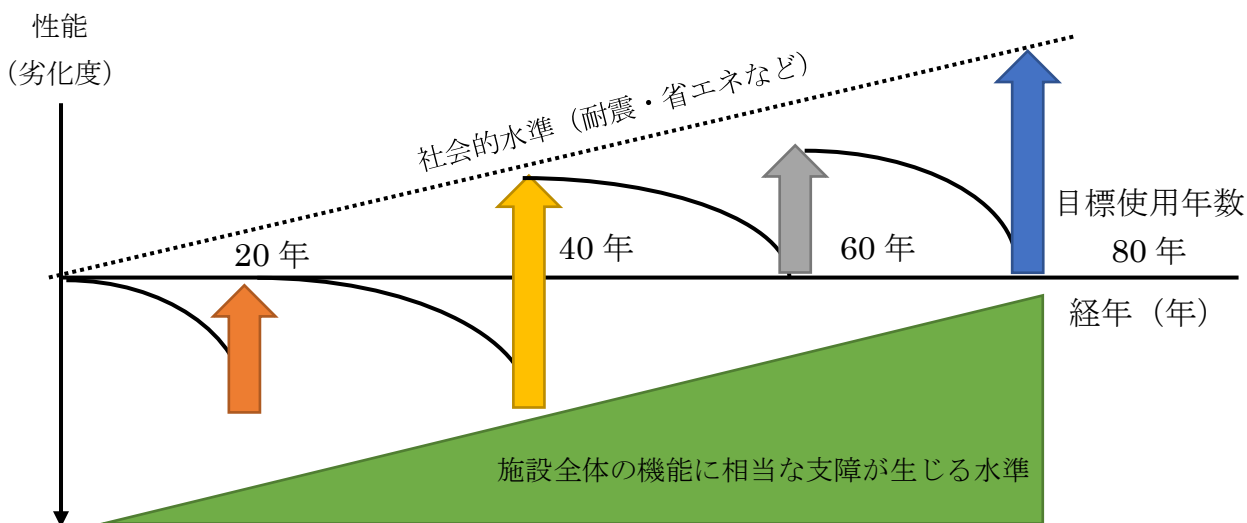 性能
（劣化度）
社会的水準（耐震・省エネなど）
目標使用年数
20 年
40 年
60 年
80 年
経年（年）
施設全体の機能に相当な支障が生じる水準